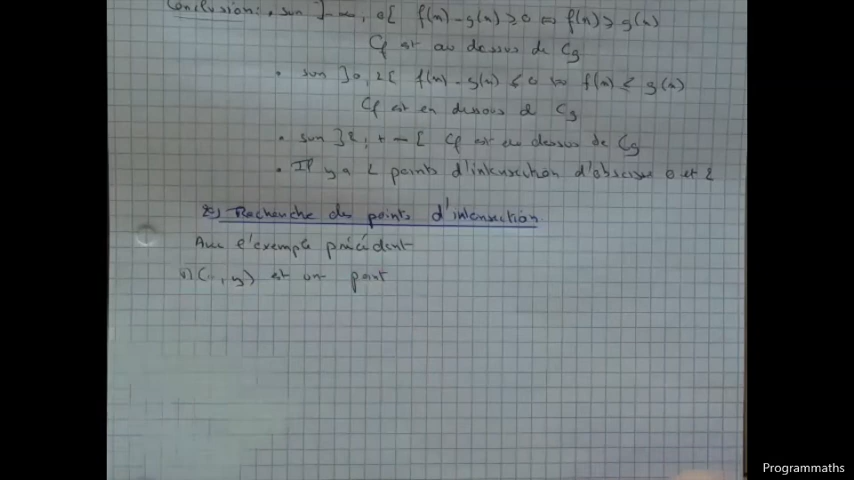 Conclusion: • sur ]-∞, 0[ f(x)-g(x) ≥ 0 ⇔ f(x) ≥ g(x)
Cf est au dessus de Cg
• sur ]0, 2[ f(x)-g(x) ≤ 0 ⇔ f(x) ≤ g(x)
Cf est en dessous de Cg
• sur ]2, +∞[ Cf est au dessus de Cg
• Il y a 2 points d'intersection d'abscisses 0 et 2
2) Recherche des points d'intersection
Avec l'exemple précédent
M(x, y) est un point
Programmaths